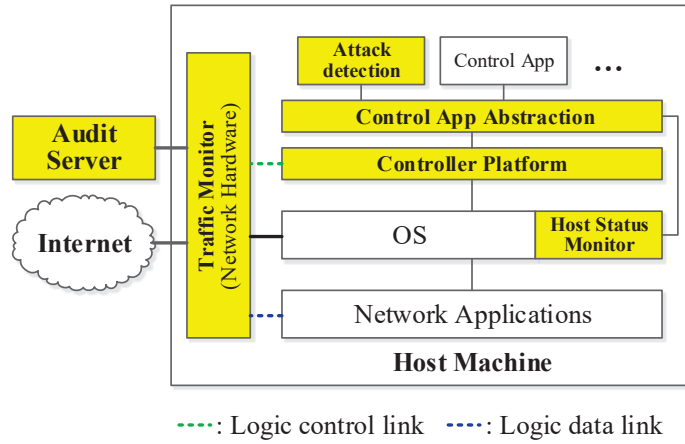 Attack
detection
Control App
...
Control App Abstraction
Audit
Server
Traffic Monitor
(Network Hardware)
Controller Platform
Internet
OS
Host Status
Monitor
Network Applications
Host Machine
: Logic control link
: Logic data link